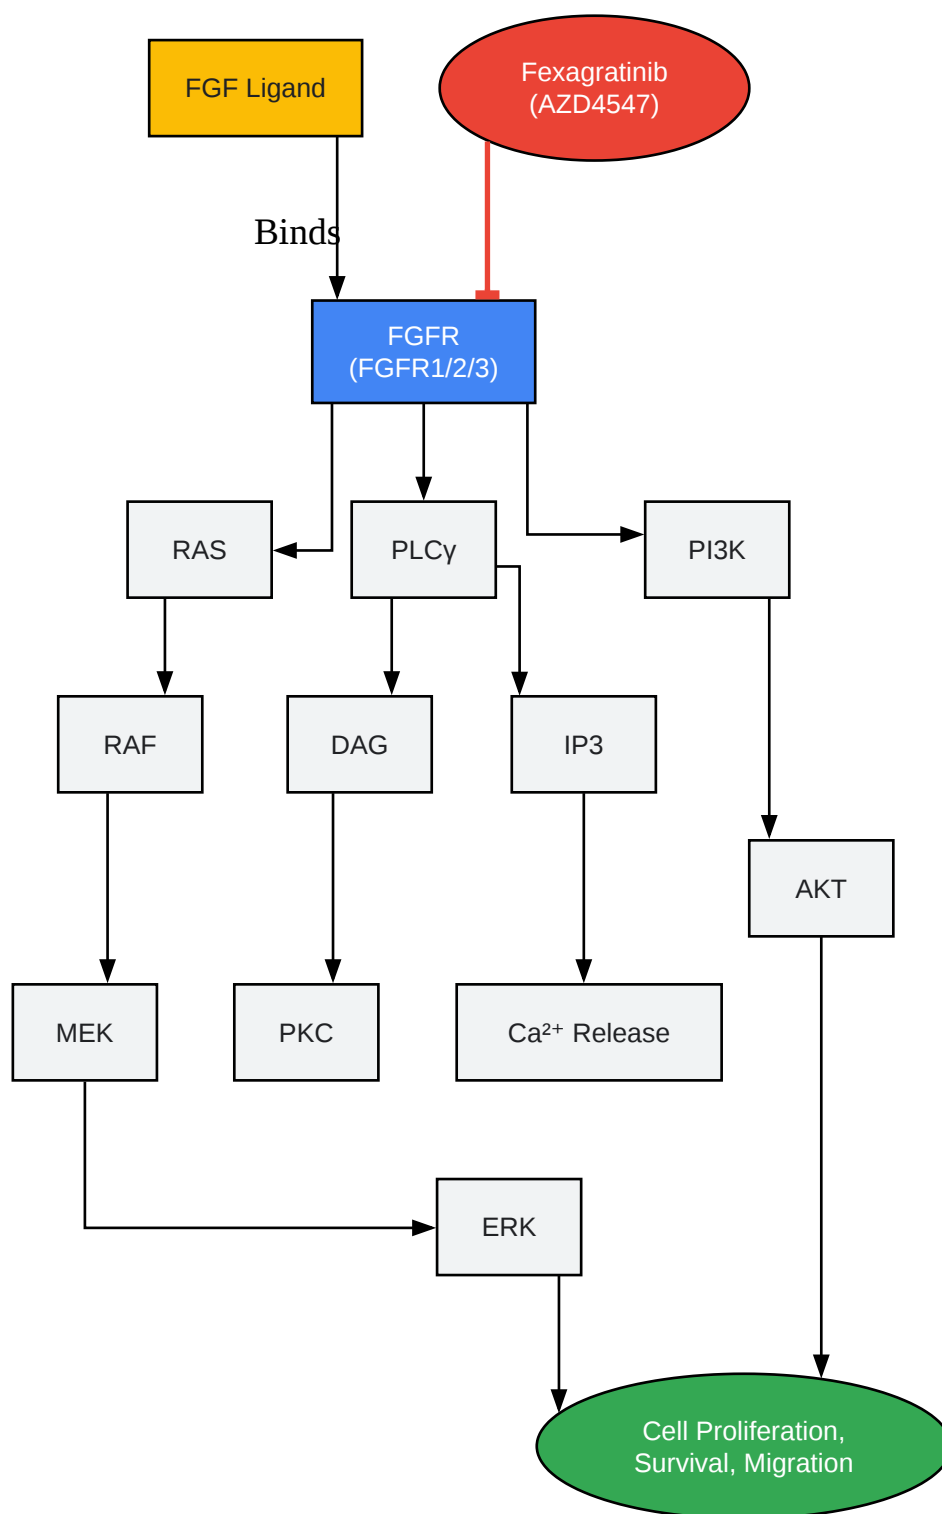 FGF Ligand
Fexagratinib
(AZD4547)
Binds
FGFR
(FGFR1/2/3)
RAS
PLCγ
PI3K
RAF
DAG
IP3
AKT
MEK
PKC
Ca²⁺ Release
ERK
Cell Proliferation,
Survival, Migration